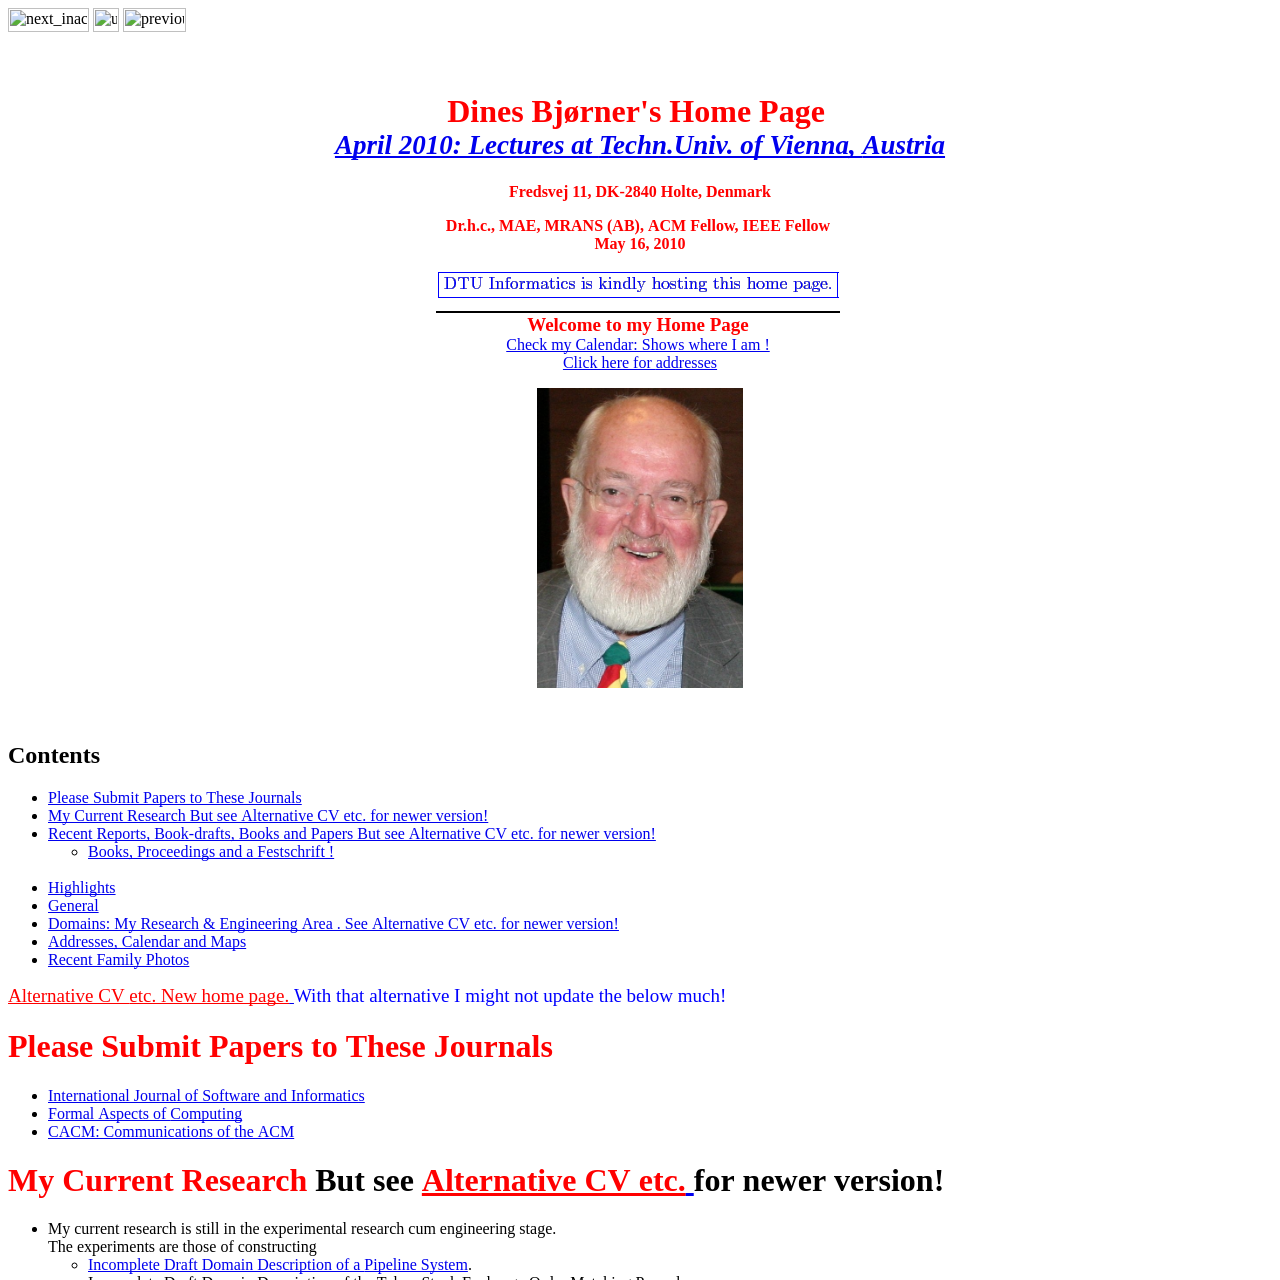 next_inac u previou
Dines Bjørner's Home Page
April 2010: Lectures at Techn.Univ. of Vienna, Austria
Fredsvej 11, DK-2840 Holte, Denmark
Dr.h.c., MAE, MRANS (AB), ACM Fellow, IEEE Fellow
May 16, 2010
DTU Informatics is kindly hosting this home page.
Welcome to my Home Page
Check my Calendar: Shows where I am !
Click here for addresses
Contents
Please Submit Papers to These Journals
My Current Research But see Alternative CV etc. for newer version!
Recent Reports, Book-drafts, Books and Papers But see Alternative CV etc. for newer version!
Books, Proceedings and a Festschrift !
Highlights
General
Domains: My Research & Engineering Area . See Alternative CV etc. for newer version!
Addresses, Calendar and Maps
Recent Family Photos
Alternative CV etc. New home page. With that alternative I might not update the below much!
Please Submit Papers to These Journals
International Journal of Software and Informatics
Formal Aspects of Computing
CACM: Communications of the ACM
My Current Research But see Alternative CV etc. for newer version!
My current research is still in the experimental research cum engineering stage.
The experiments are those of constructing
Incomplete Draft Domain Description of a Pipeline System.